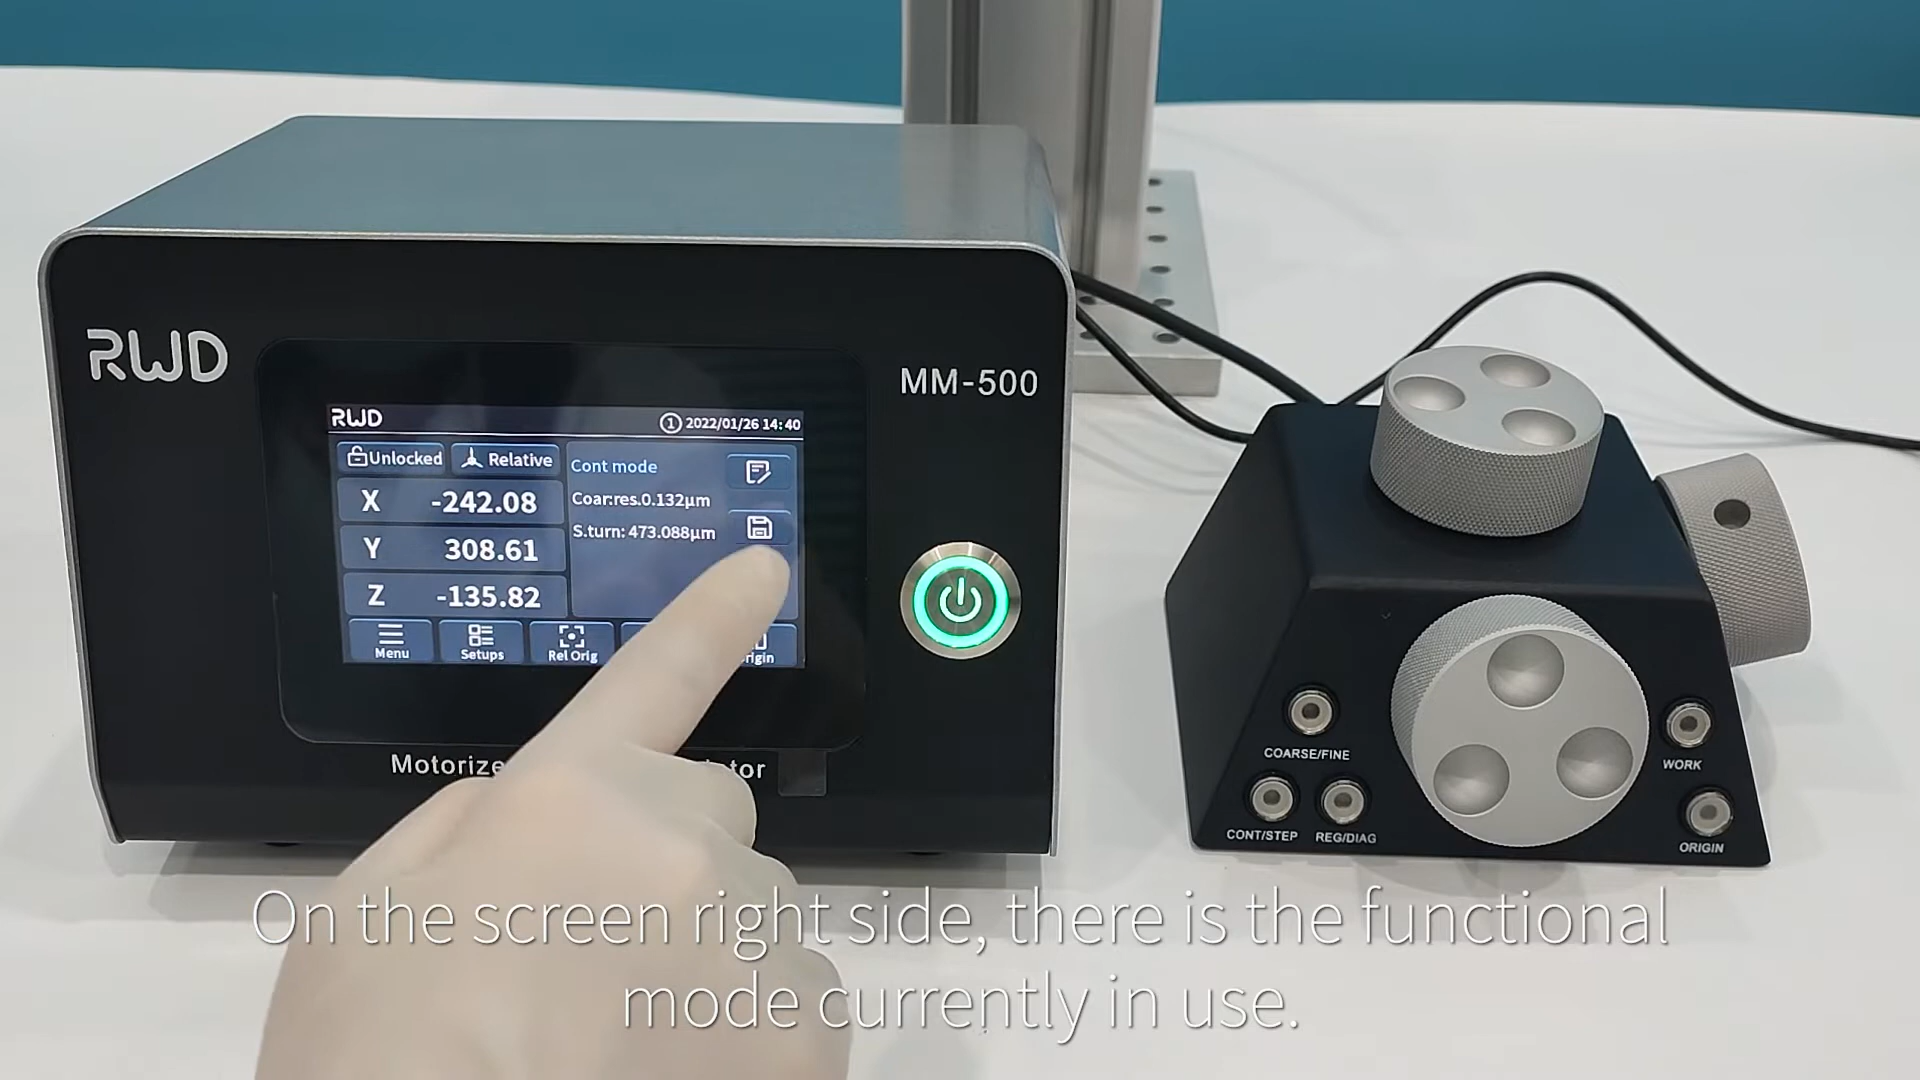 RWD
MM-500
RWD
1 2022/01/26 14:40
Unlocked Relative
X -242.08
Y 308.61
Z -135.82
Cont mode
Coar:res.0.132μm
S.turn: 473.088μm
Menu Setups Rel Orig
COARSE/FINE
CONT/STEP REG/DIAG
WORK
ORIGIN
On the screen right side, there is the functional
mode currently in use.